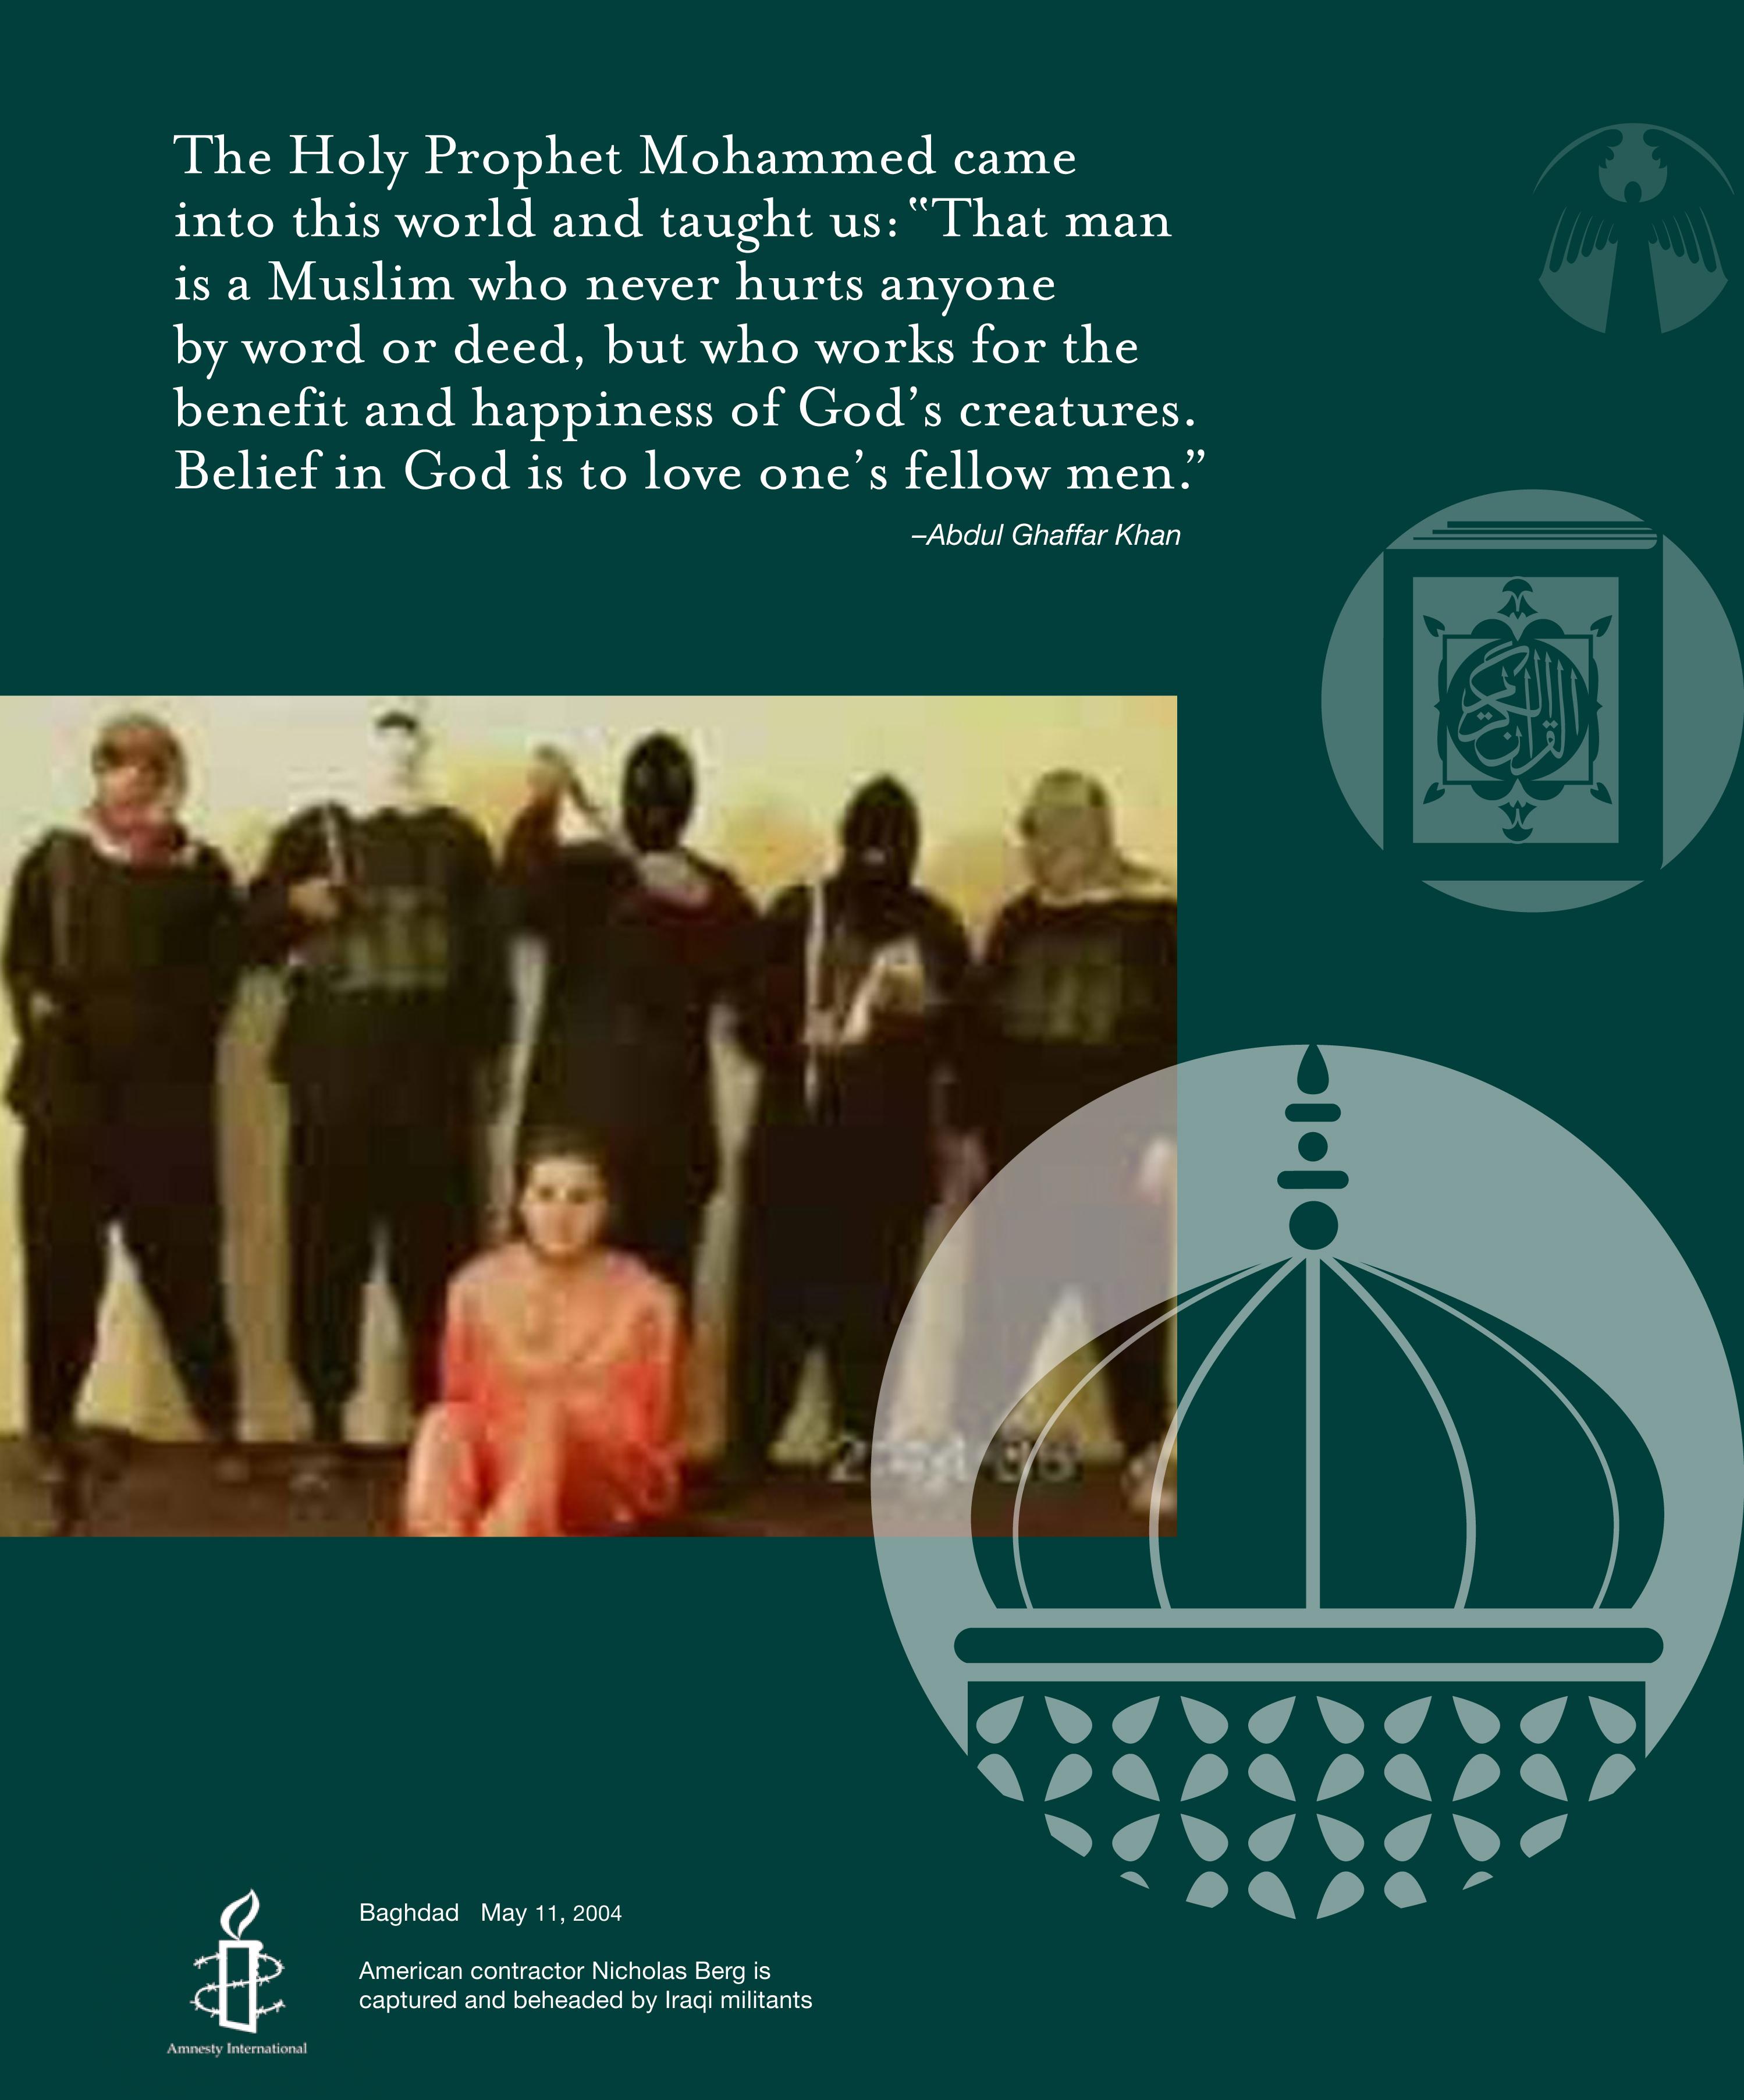 The Holy Prophet Mohammed came
into this world and taught us: “That man
is a Muslim who never hurts anyone
by word or deed, but who works for the
benefit and happiness of God’s creatures.
Belief in God is to love one’s fellow men.”
–Abdul Ghaffar Khan
القرآن الكريم
Baghdad May 11, 2004
American contractor Nicholas Berg is
captured and beheaded by Iraqi militants
Amnesty International